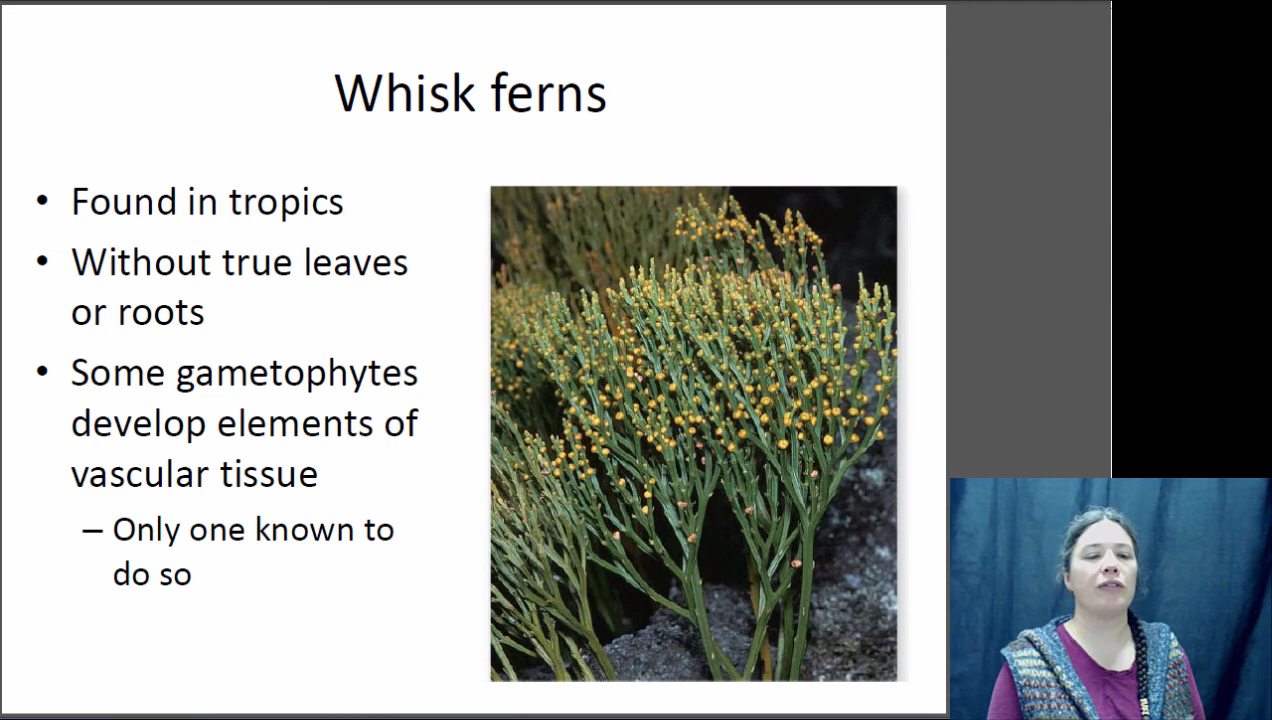 Whisk ferns
• Found in tropics
• Without true leaves
or roots
• Some gametophytes
develop elements of
vascular tissue
– Only one known to
do so